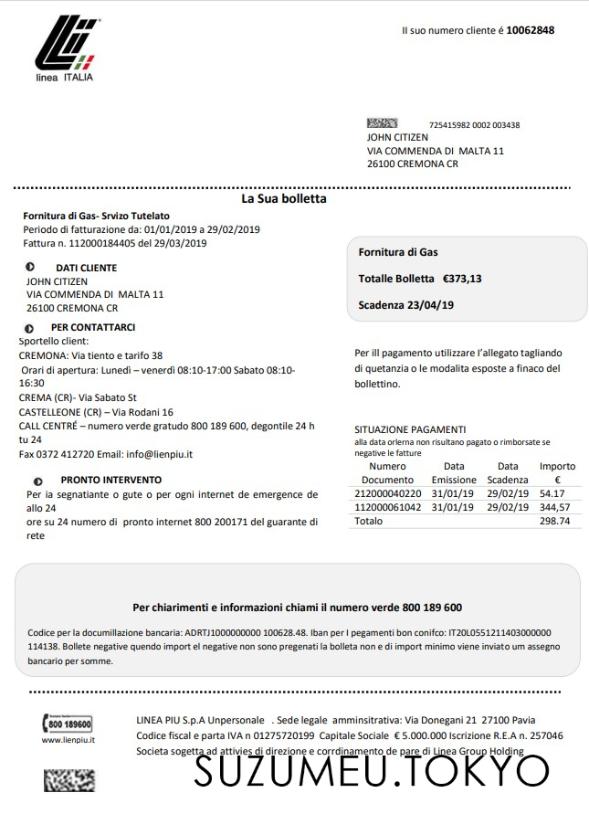 Il suo numero cliente é 10062848
linea ITALIA
725415982 0002 003438
JOHN CITIZEN
VIA COMMENDA DI MALTA 11
26100 CREMONA CR
La Sua bolletta
Fornitura di Gas- Srvizo Tutelato
Periodo di fatturazione da: 01/01/2019 a 29/02/2019
Fattura n. 112000184405 del 29/03/2019
DATI CLIENTE
JOHN CITIZEN
VIA COMMENDA DI MALTA 11
26100 CREMONA CR
PER CONTATTARCI
Sportello client:
CREMONA: Via tiento e tarifo 38
Orari di apertura: Lunedì – venerdì 08:10-17:00 Sabato 08:10-
16:30
CREMA (CR)- Via Sabato St
CASTELLEONE (CR) – Via Rodani 16
CALL CENTRÉ – numero verde gratudo 800 189 600, degontile 24 h
tu 24
Fax 0372 412720 Email: info@lienpiu.it
PRONTO INTERVENTO
Per ia segnatiante o gute o per ogni internet de emergence de
allo 24
ore su 24 numero di pronto internet 800 200171 del guarante di
rete
Fornitura di Gas
Totalle Bolletta €373,13
Scadenza 23/04/19
Per ill pagamento utilizare l’allegato tagliando
di quetanzia o le modalita esposte a finaco del
bollettino.
SITUAZIONE PAGAMENTI
alla data orlerna non risultano pagato o rimborsate se
negative le fatture
Numero Data Data Importo
Documento Emissione Scadenza €
212000040220 31/01/19 29/02/19 54.17
112000061042 31/01/19 29/02/19 344,57
Totalo 298.74
Per chiarimenti e informazioni chiami il numero verde 800 189 600
Codice per la documillazione bancaria: ADRTJ1000000000 100628.48. Iban per I pegamenti bon conifco: IT20L0551211403000000
114138. Bollete negative quendo import el negative non sono pregenati la bolleta non e di import minimo viene inviato um assegno
bancario per somme.
800 189600
www.lienpiu.it
LINEA PIU S.p.A Unpersonale . Sede legale amminsitrativa: Via Donegani 21 27100 Pavia
Codice fiscal e parta IVA n 01275720199 Capitale Sociale € 5.000.000 Iscrizione R.E.A n. 257046
Societa sogetta ad attivies di direzione e corrdinamento de pare di Linea Group Holding
SUZUMEU.TOKYO